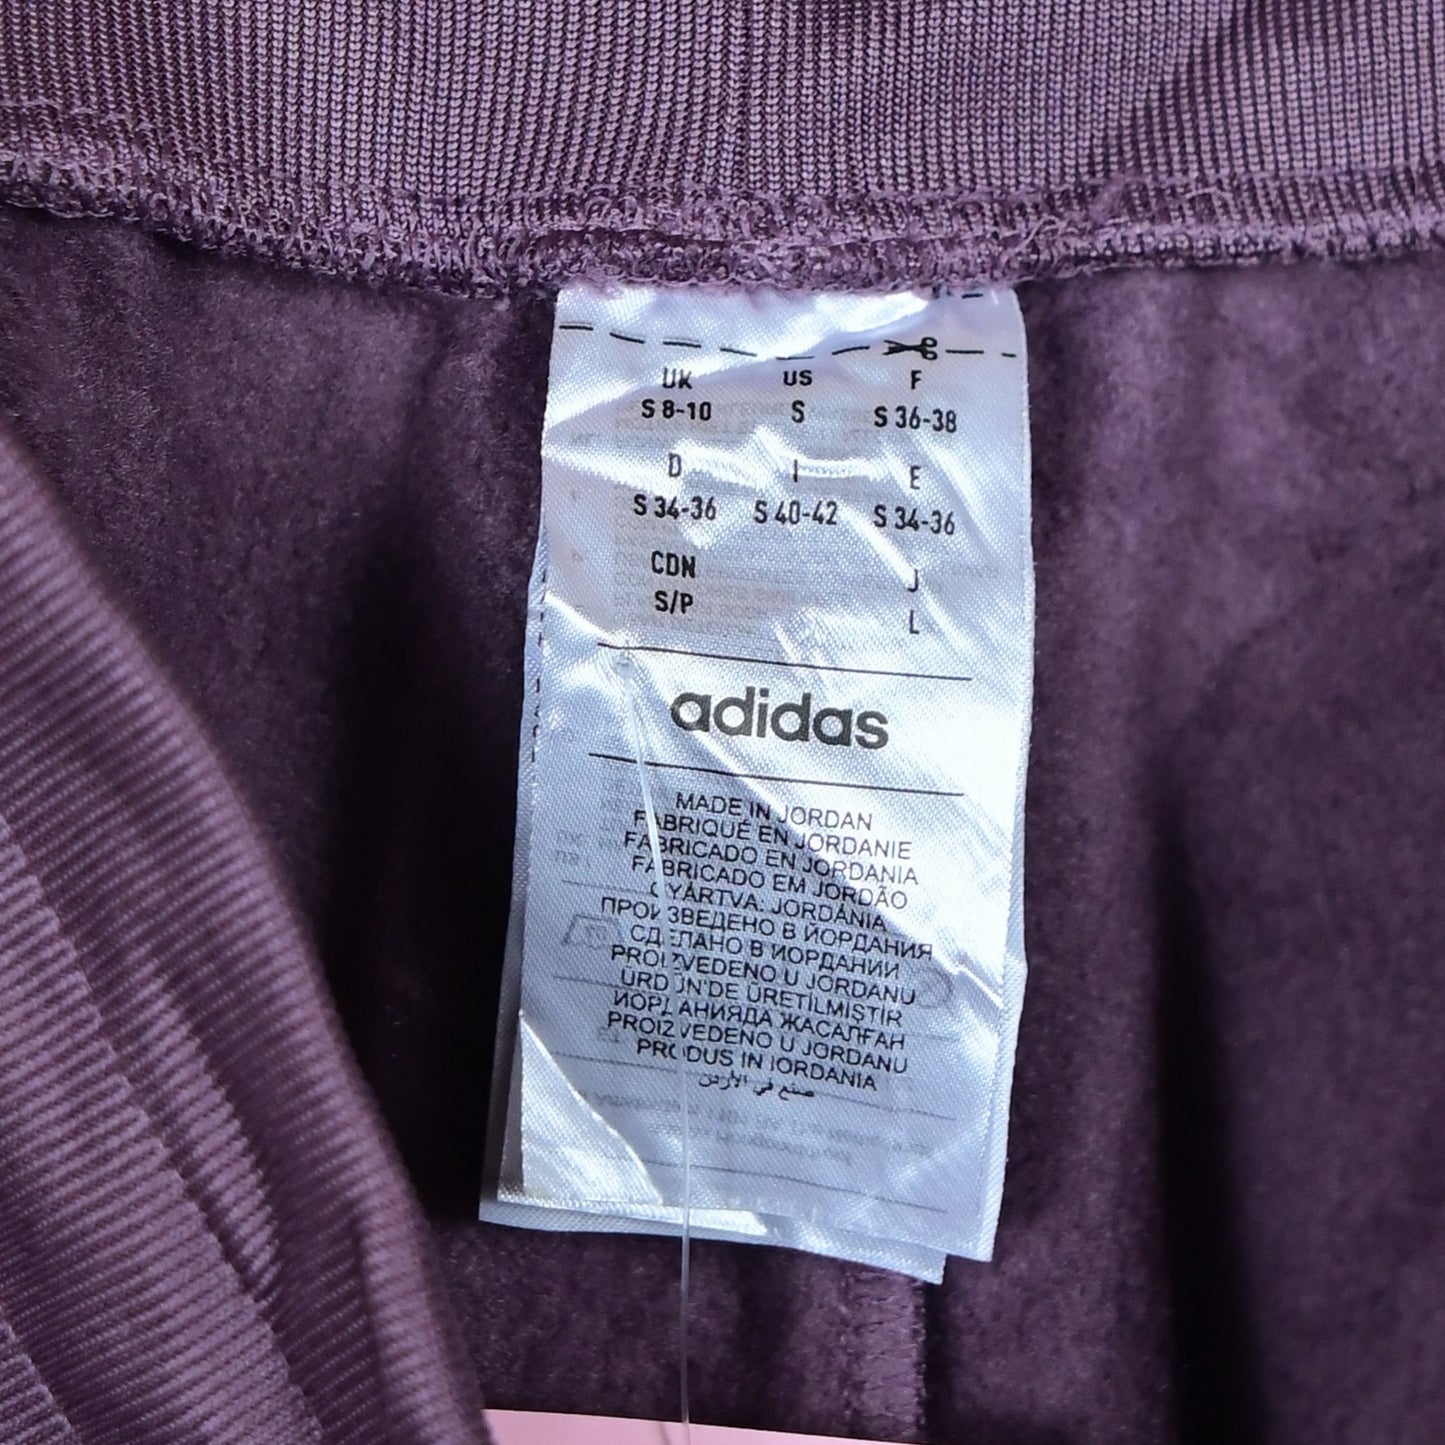 UK US F
S 8-10 S S 36-38
D I E
S 34-36 S 40-42 S 34-36
CDN J
S/P L
adidas
MADE IN JORDAN
FABRIQUÉ EN JORDANIE
FABRICADO EN JORDANIA
FABRICADO EM JORDÃO
GYÁRTVA: JORDÁNIA
ПРОИЗВЕДЕНО В ЙОРДАНИЯ
СДЕЛАНО В ИОРДАНИИ
PROIZVEDENO U JORDANU
ÜRDÜN'DE ÜRETİLMİŞTİR
ИОРДАНИЯДА ЖАСАЛҒАН
PROIZVEDENO U JORDANU
PRODUS IN IORDANIA
صنع في الأردن